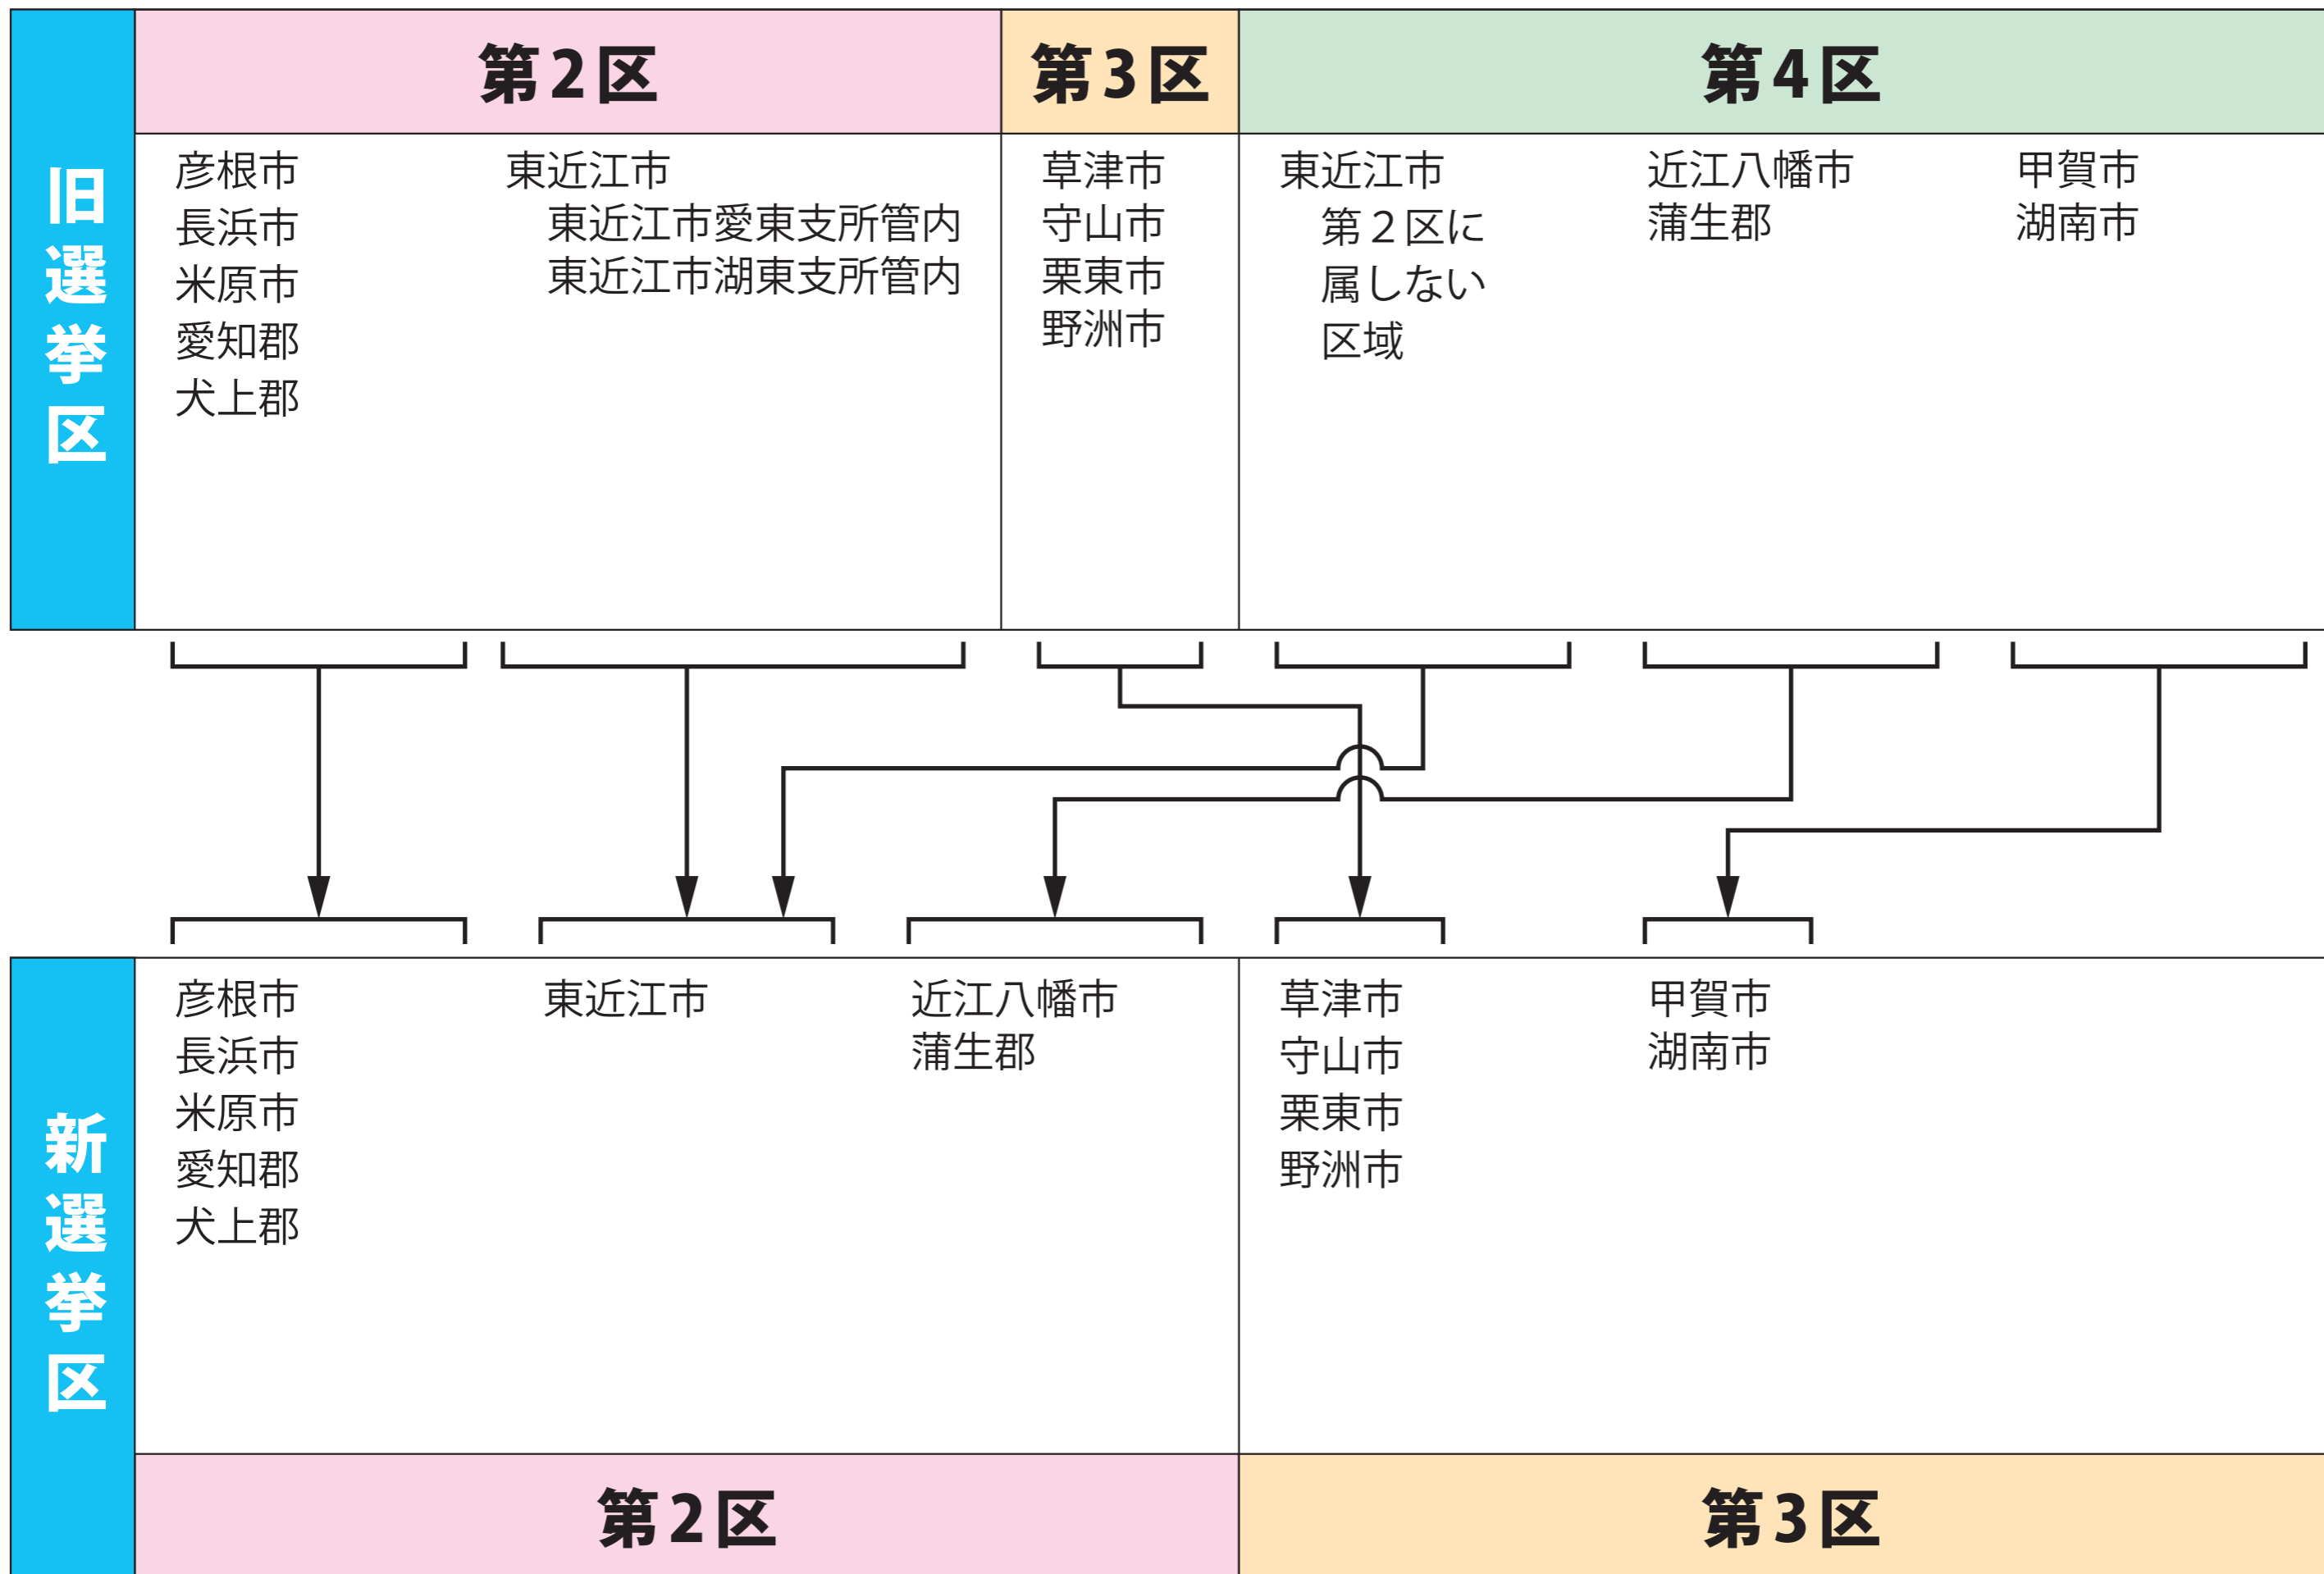 旧選挙区
第2区
彦根市
長浜市
米原市
愛知郡
犬上郡
東近江市
東近江市愛東支所管内
東近江市湖東支所管内
第3区
草津市
守山市
栗東市
野洲市
第4区
東近江市
第２区に
属しない
区域
近江八幡市
蒲生郡
甲賀市
湖南市
新選挙区
彦根市
長浜市
米原市
愛知郡
犬上郡
東近江市
近江八幡市
蒲生郡
第2区
草津市
守山市
栗東市
野洲市
甲賀市
湖南市
第3区